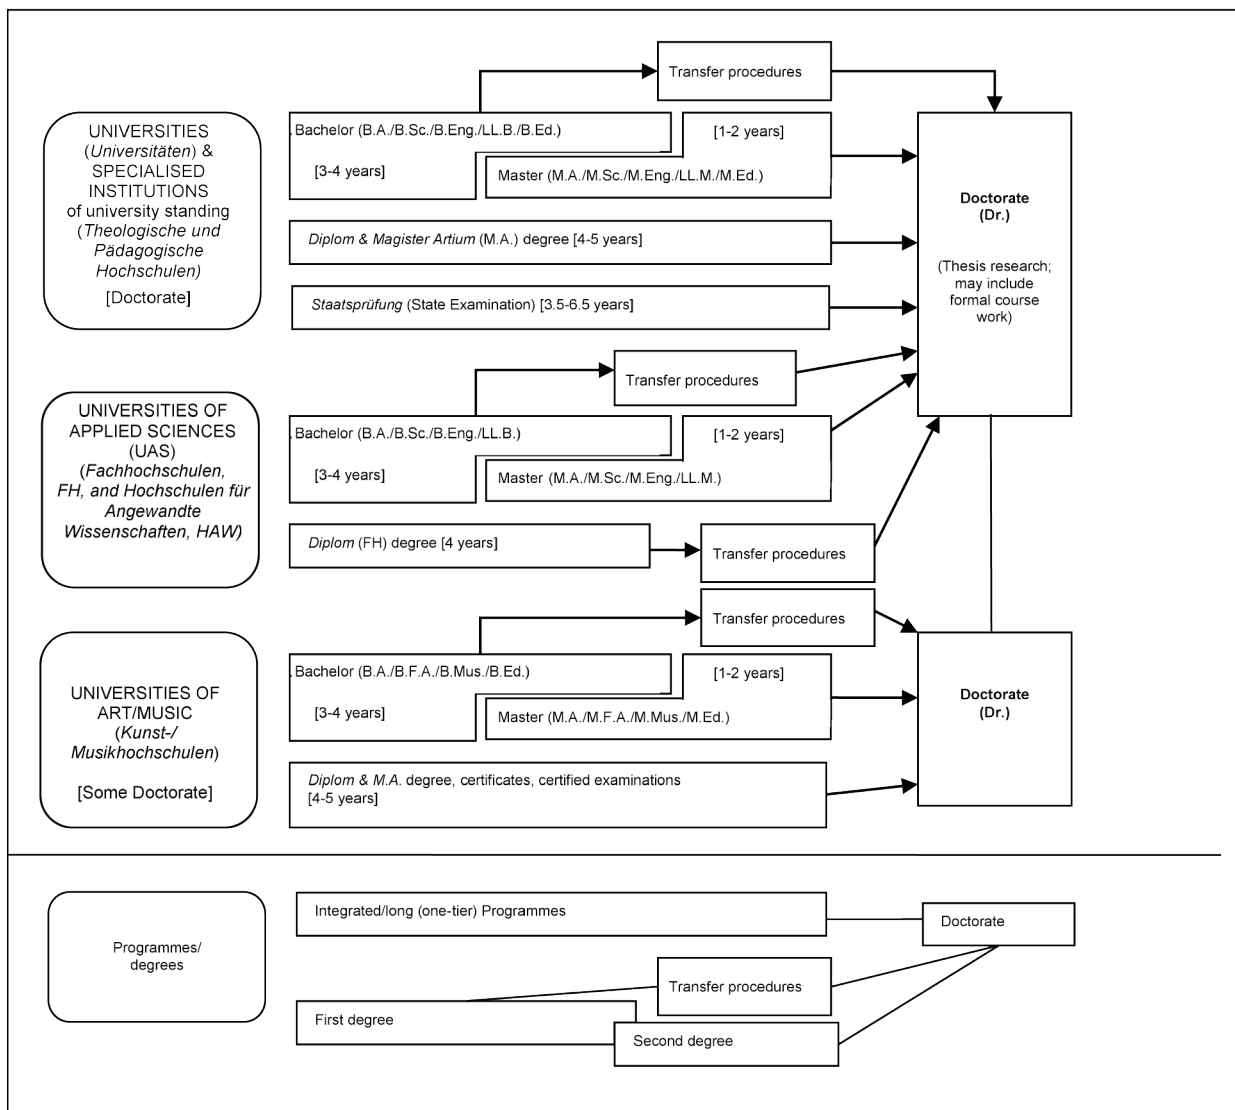 Transfer procedures
UNIVERSITIES
(Universitäten) &
SPECIALISED
INSTITUTIONS
of university standing
(Theologische und
Pädagogische
Hochschulen)
[Doctorate]
. Bachelor (B.A./B.Sc./B.Eng./LL.B./B.Ed.)
[3-4 years]
[1-2 years]
Master (M.A./M.Sc./M.Eng./LL.M./M.Ed.)
Diplom & Magister Artium (M.A.) degree [4-5 years]
Staatsprüfung (State Examination) [3.5-6.5 years]
Doctorate
(Dr.)
(Thesis research;
may include
formal course
work)
Transfer procedures
UNIVERSITIES OF
APPLIED SCIENCES
(UAS)
(Fachhochschulen,
FH, and Hochschulen für
Angewandte
Wissenschaften, HAW)
. Bachelor (B.A./B.Sc./B.Eng./LL.B.)
[3-4 years]
[1-2 years]
Master (M.A./M.Sc./M.Eng./LL.M.)
Diplom (FH) degree [4 years]
Transfer procedures
Transfer procedures
UNIVERSITIES OF
ART/MUSIC
(Kunst-/
Musikhochschulen)
[Some Doctorate]
. Bachelor (B.A./B.F.A./B.Mus./B.Ed.)
[3-4 years]
[1-2 years]
Master (M.A./M.F.A./M.Mus./M.Ed.)
Diplom & M.A. degree, certificates, certified examinations
[4-5 years]
Doctorate
(Dr.)
Programmes/
degrees
Integrated/long (one-tier) Programmes
Doctorate
Transfer procedures
First degree
Second degree